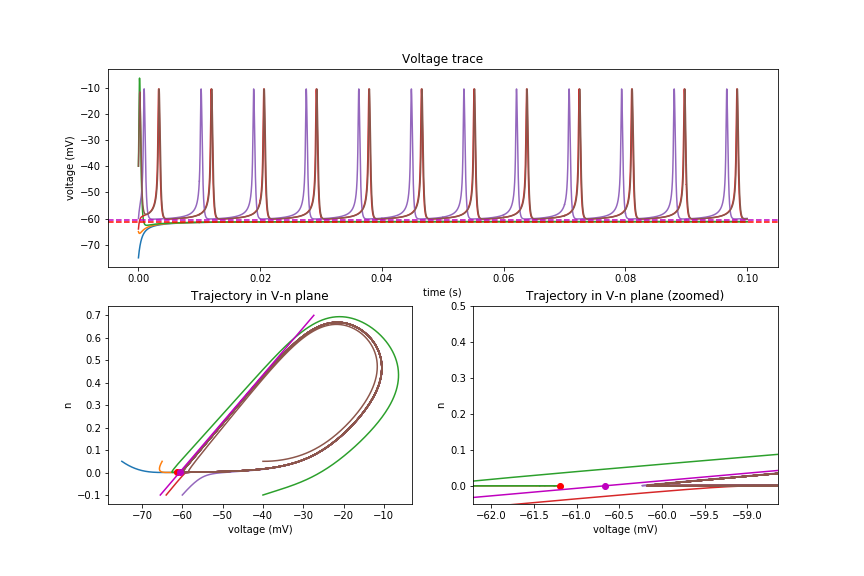 Voltage trace
voltage (mV)
−10
−20
−30
−40
−50
−60
−70
0.00 0.02 0.04 0.06 0.08 0.10
time (s)
Trajectory in V-n plane
n
0.7
0.6
0.5
0.4
0.3
0.2
0.1
0.0
−0.1
−70 −60 −50 −40 −30 −20 −10
voltage (mV)
Trajectory in V-n plane (zoomed)
n
0.5
0.4
0.3
0.2
0.1
0.0
−62.0 −61.5 −61.0 −60.5 −60.0 −59.5 −59.0
voltage (mV)